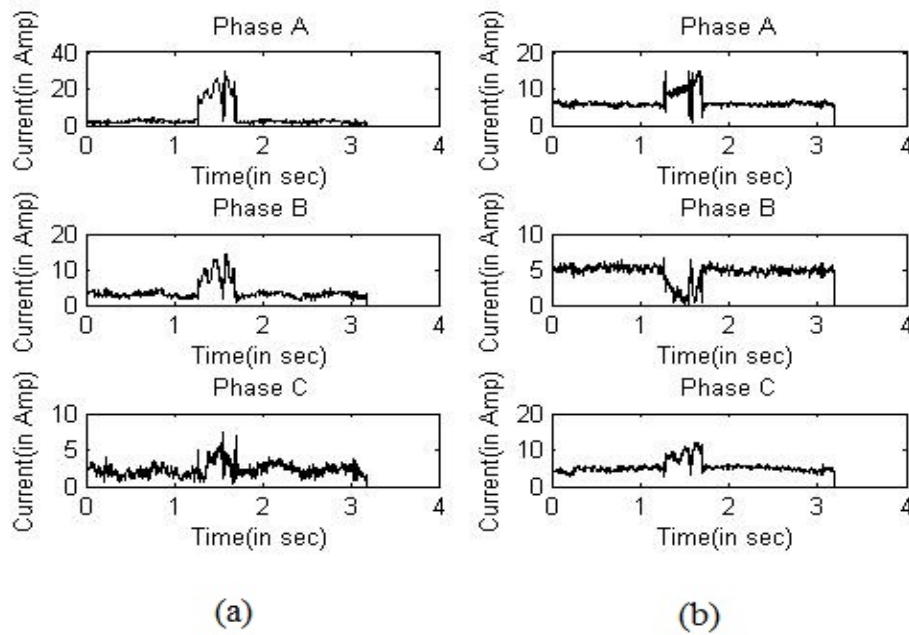 Phase A
Current(in Amp)
40
20
0
0 1 2 3 4
Time(in sec)
Phase B
Current(in Amp)
20
10
0
0 1 2 3 4
Time(in sec)
Phase C
Current(in Amp)
10
5
0
0 1 2 3 4
Time(in sec)
(a)
Phase A
Current(in Amp)
20
10
0
0 1 2 3 4
Time(in sec)
Phase B
Current(in Amp)
10
5
0
0 1 2 3 4
Time(in sec)
Phase C
Current(in Amp)
20
10
0
0 1 2 3 4
Time(in sec)
(b)